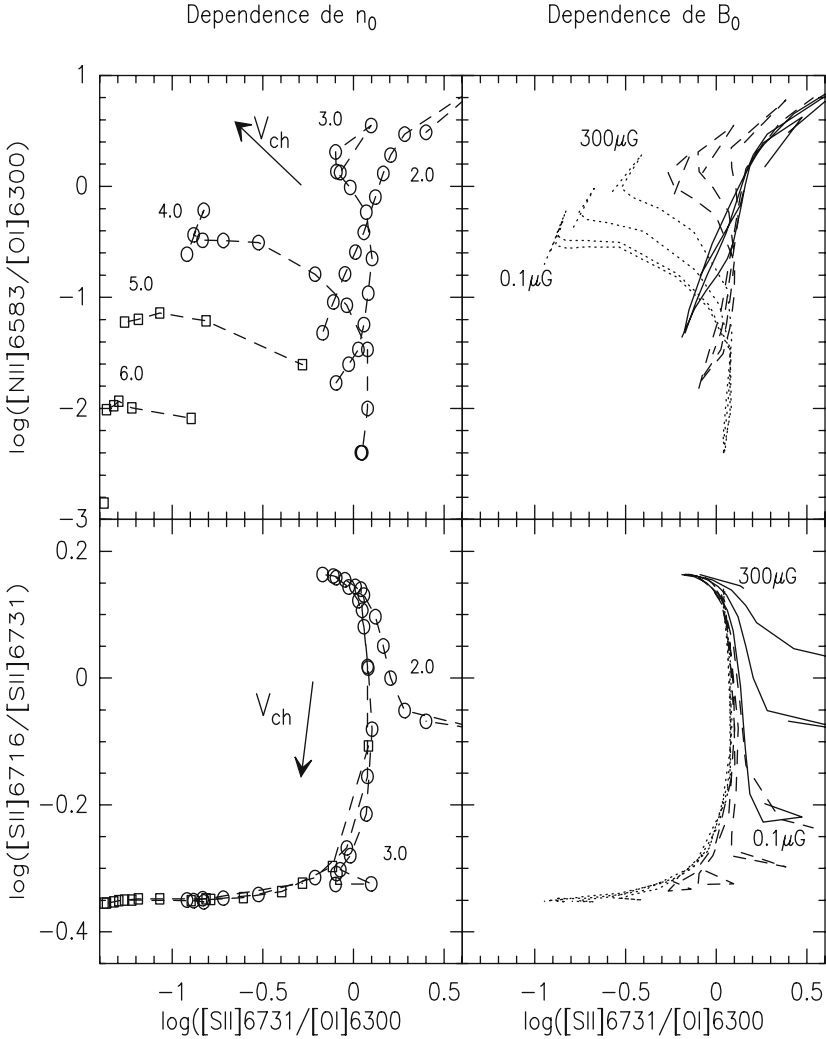 Dependence de n0
Dependence de B0
log([NII]6583/[OI]6300)
1
0
−1
−2
−3
Vch
3.0
2.0
4.0
5.0
6.0
300μG
0.1μG
log([SII]6716/[SII]6731)
0.2
0
−0.2
−0.4
Vch
2.0
3.0
300μG
0.1μG
−1
−0.5
0
0.5
−1
−0.5
0
0.5
log([SII]6731/[OI]6300
log([SII]6731/[OI]6300